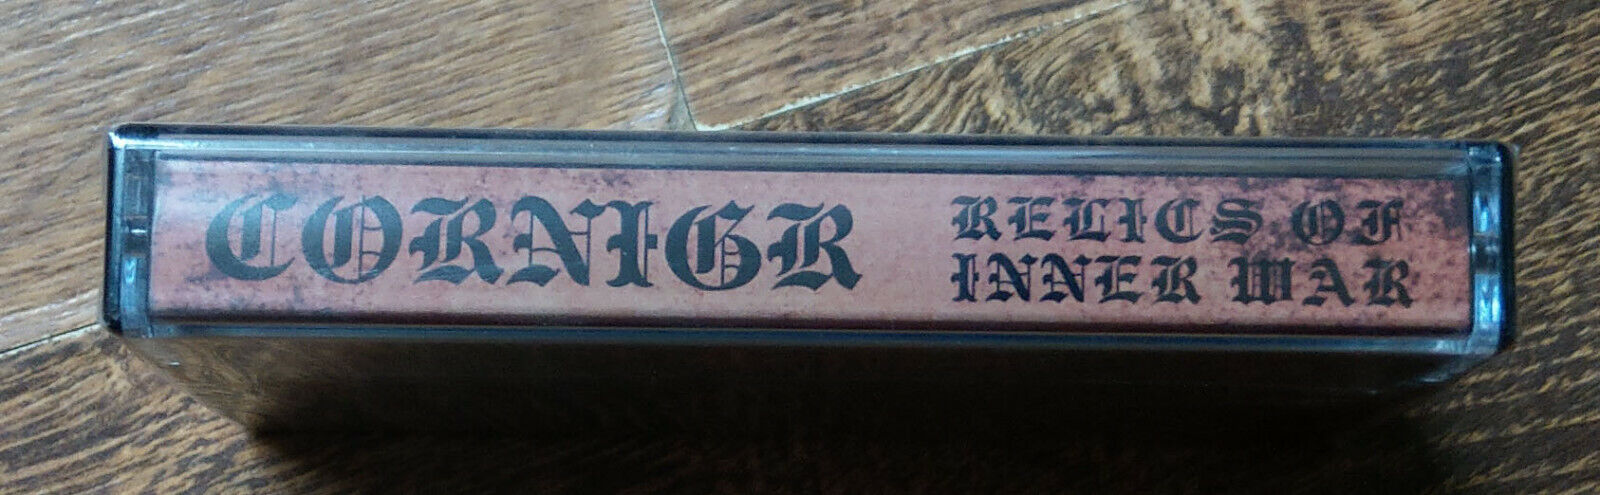 CORNIGR
RELICS OF
INNER WAR